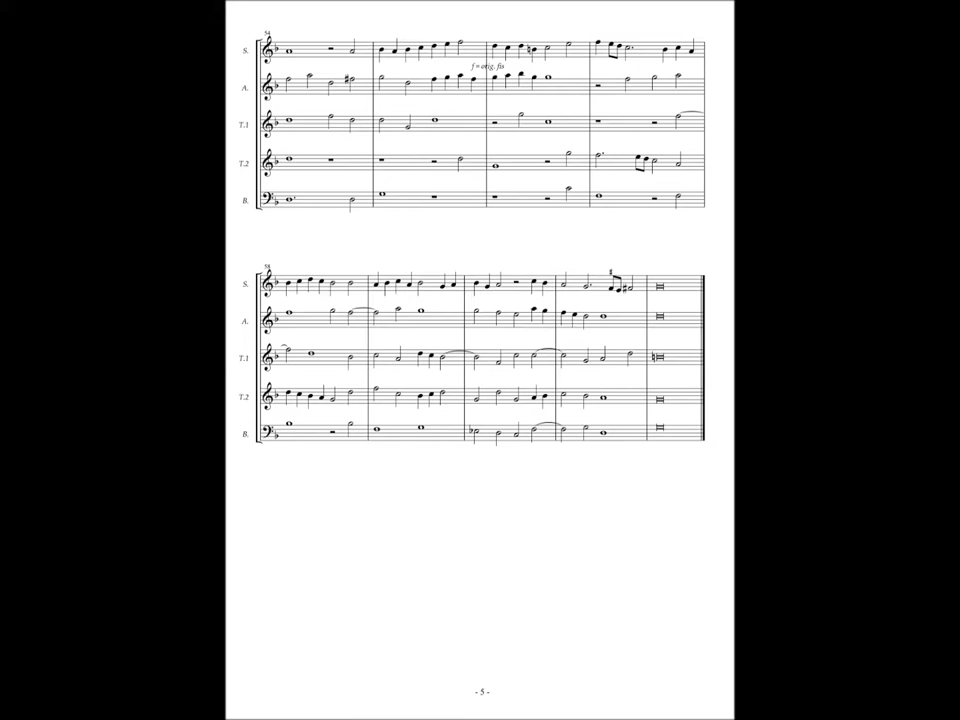 54
S.
f = orig. fis
A.
T.1
T.2
B.
58
S.
A.
T.1
T.2
B.
- 5 -